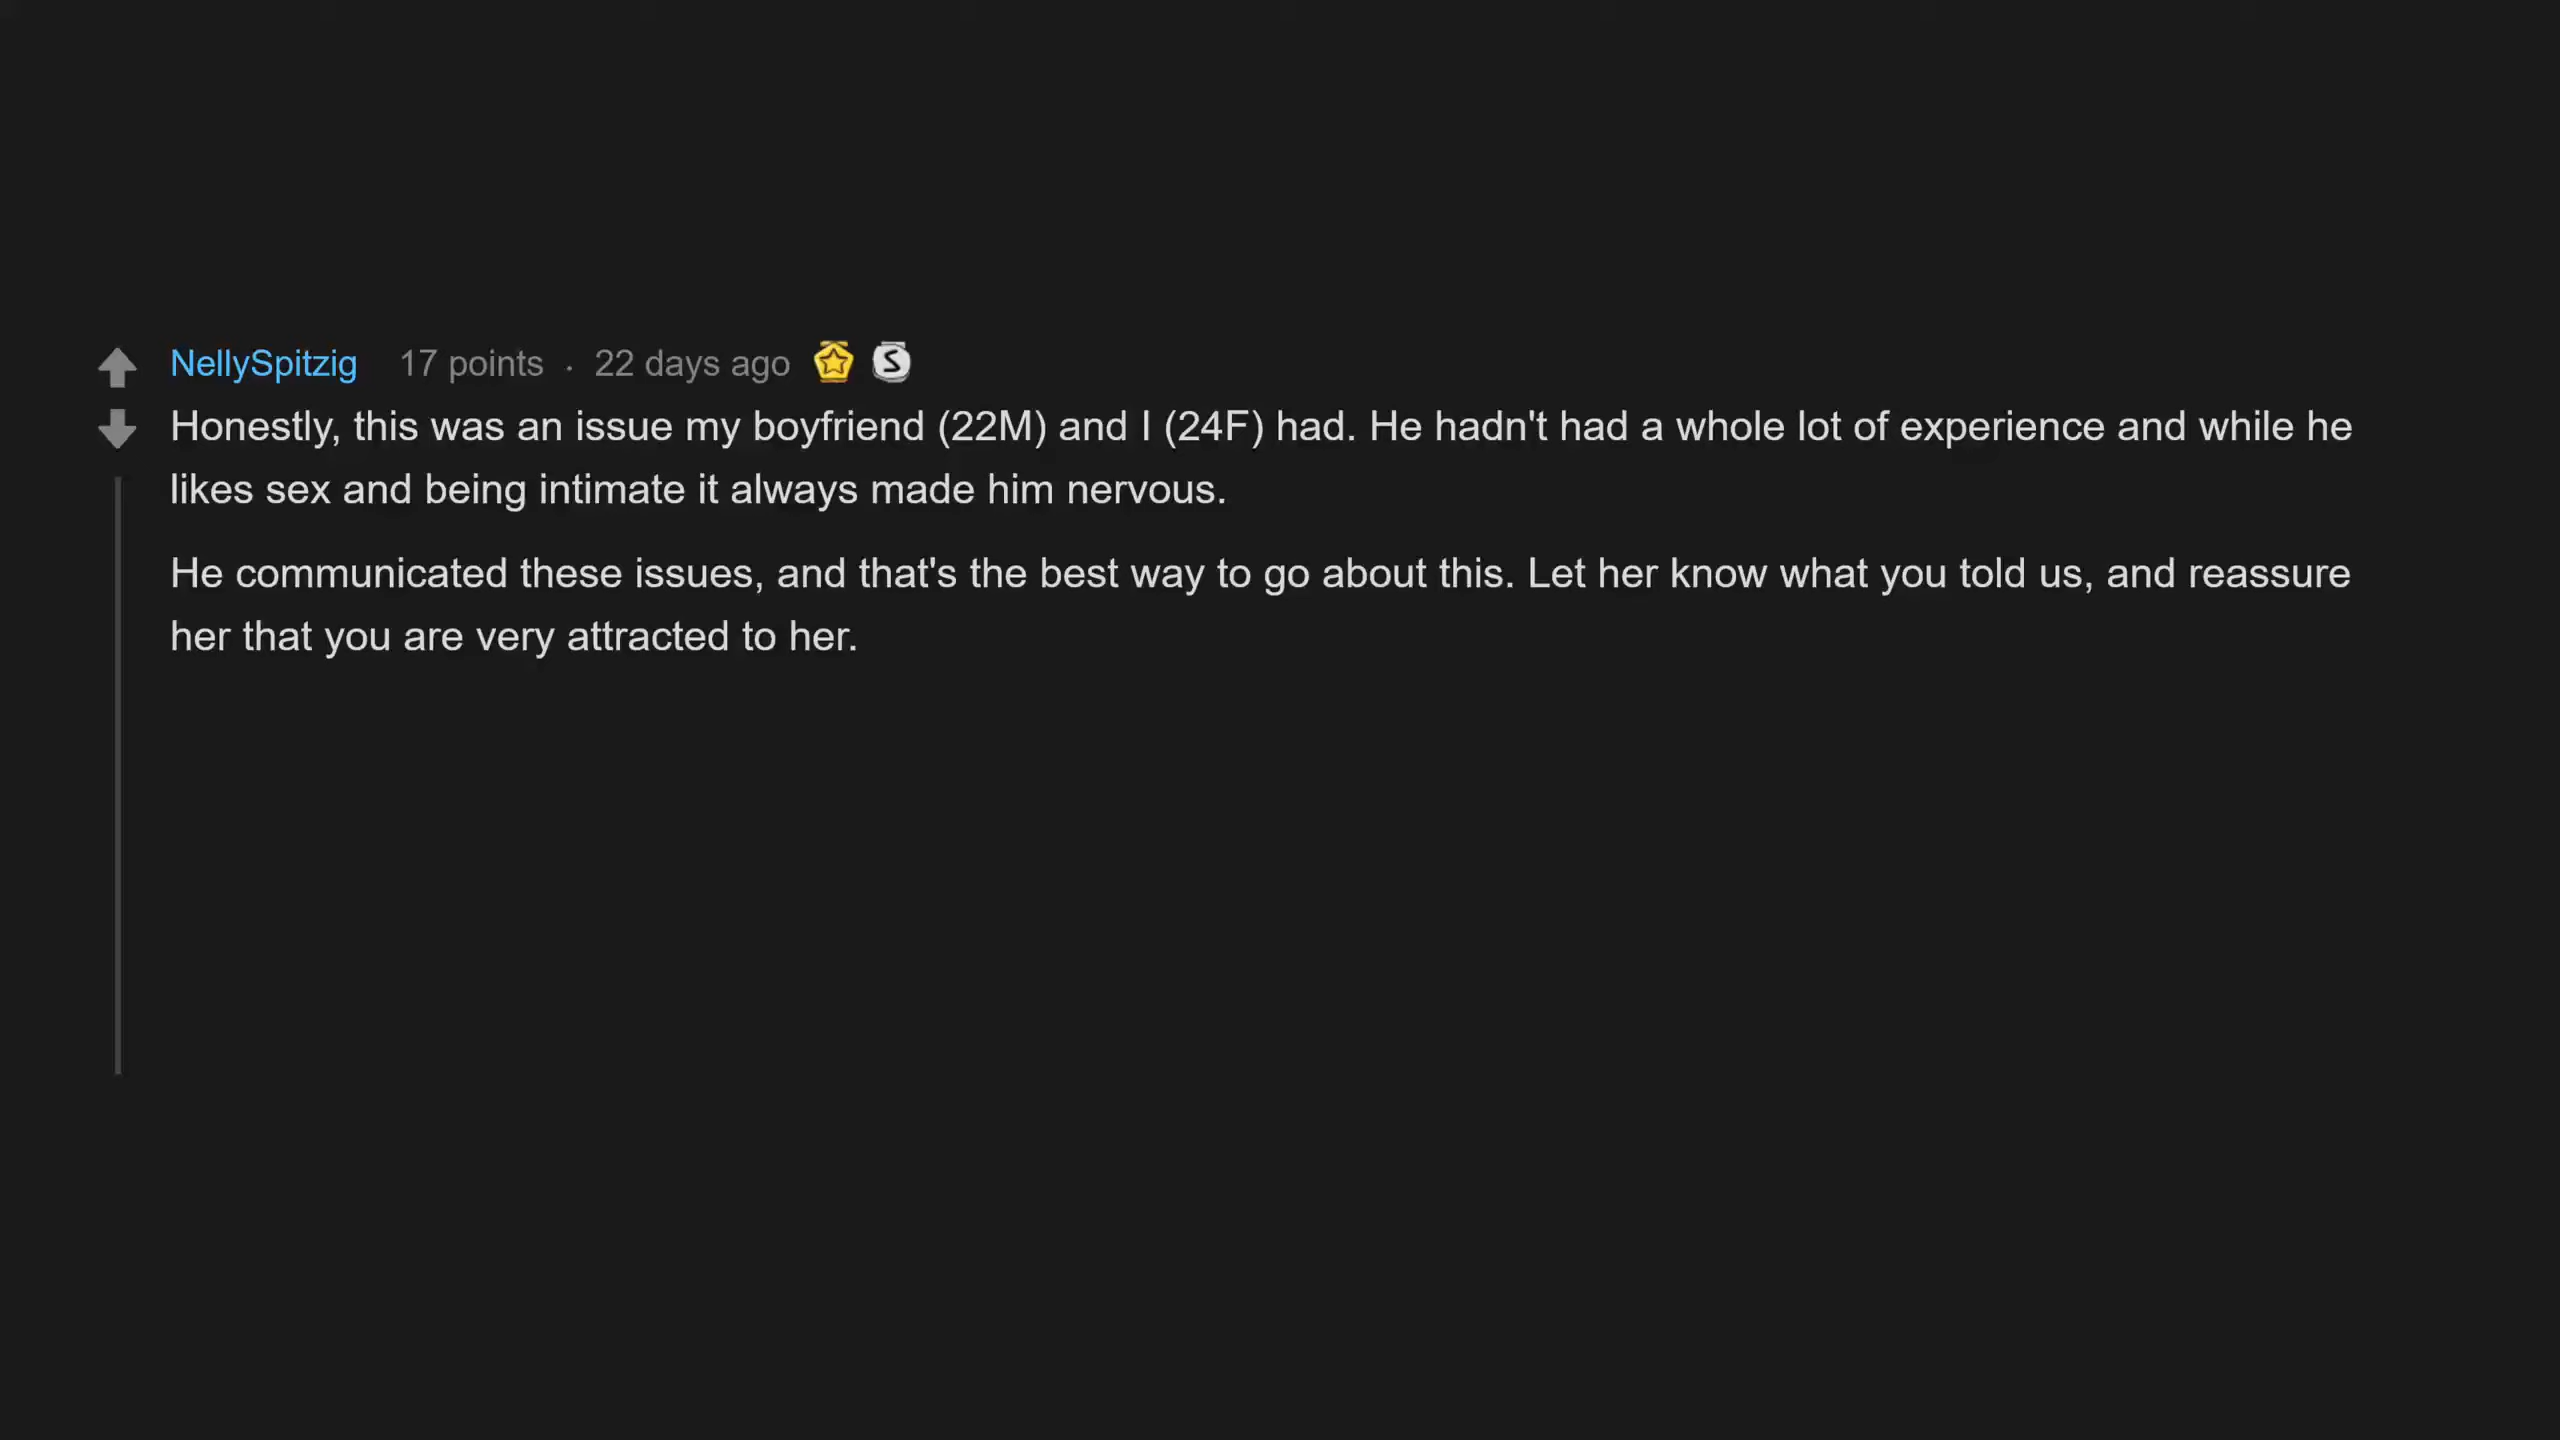 NellySpitzig 17 points · 22 days ago S
Honestly, this was an issue my boyfriend (22M) and I (24F) had. He hadn't had a whole lot of experience and while he
likes sex and being intimate it always made him nervous.
He communicated these issues, and that's the best way to go about this. Let her know what you told us, and reassure
her that you are very attracted to her.